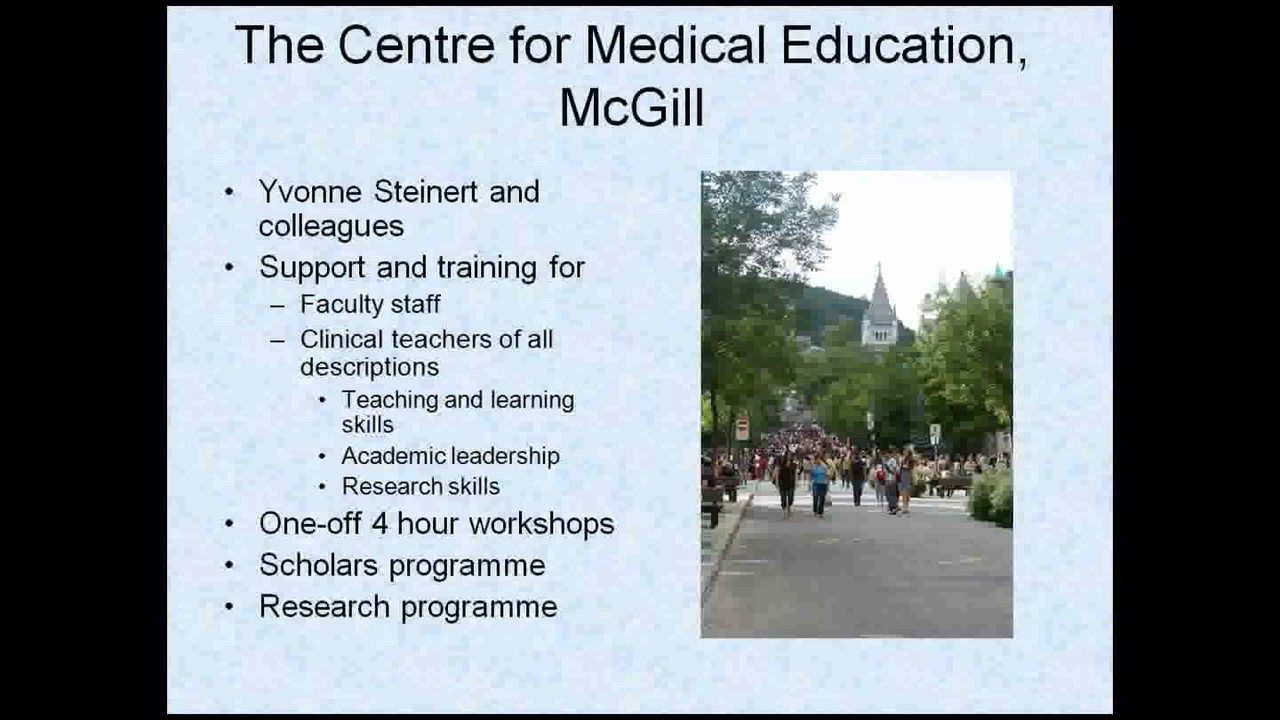 The Centre for Medical Education,
McGill
• Yvonne Steinert and
colleagues
• Support and training for
– Faculty staff
– Clinical teachers of all
descriptions
• Teaching and learning
skills
• Academic leadership
• Research skills
• One-off 4 hour workshops
• Scholars programme
• Research programme